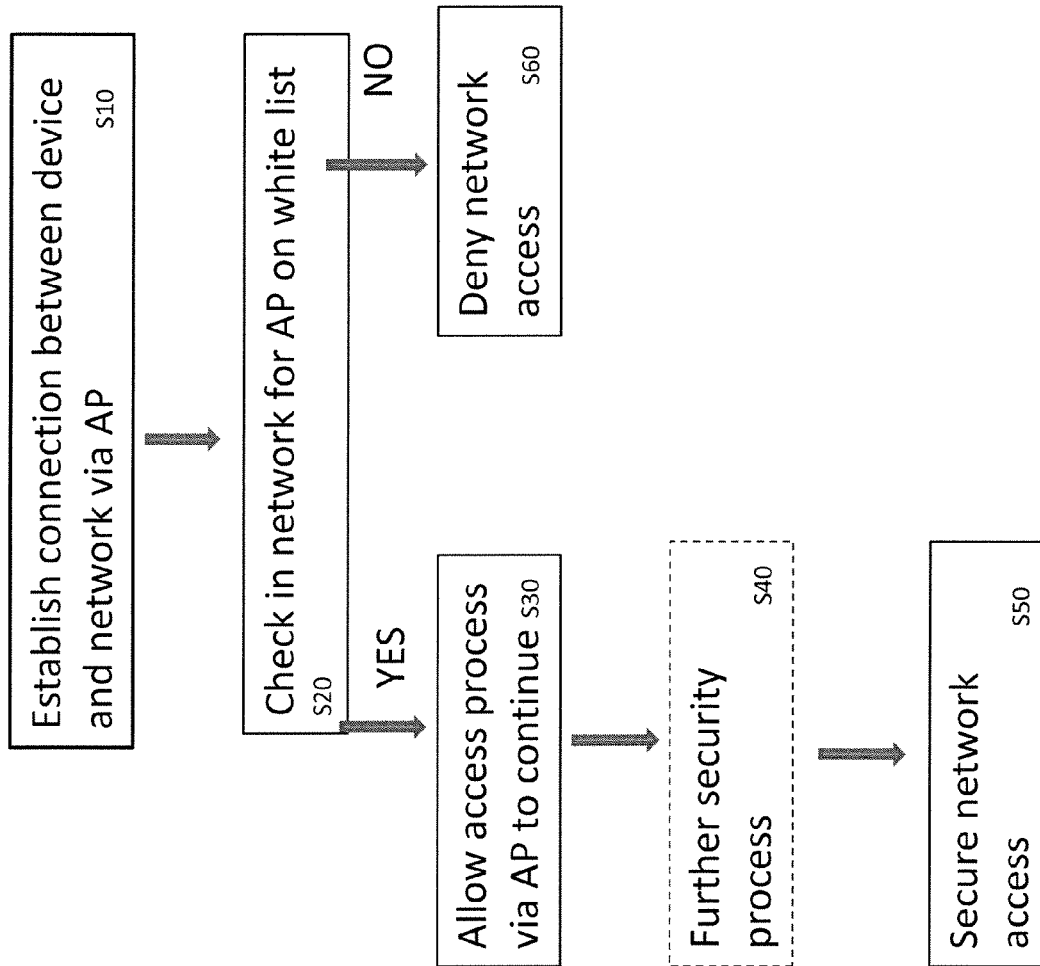 Establish connection between device
and network via AP
S10
Check in network for AP on white list
S20
YES
NO
Allow access process
via AP to continue S30
Deny network
access
S60
Further security
process
S40
Secure network
access
S50